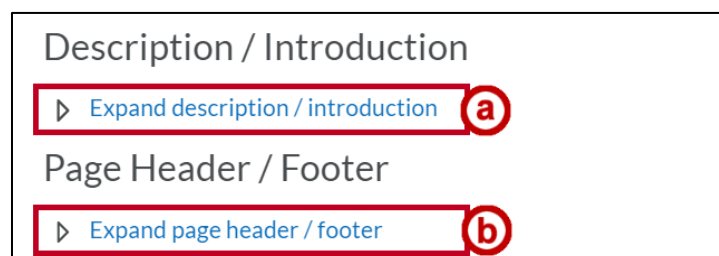 Description / Introduction
Expand description / introduction a
Page Header / Footer
Expand page header / footer b